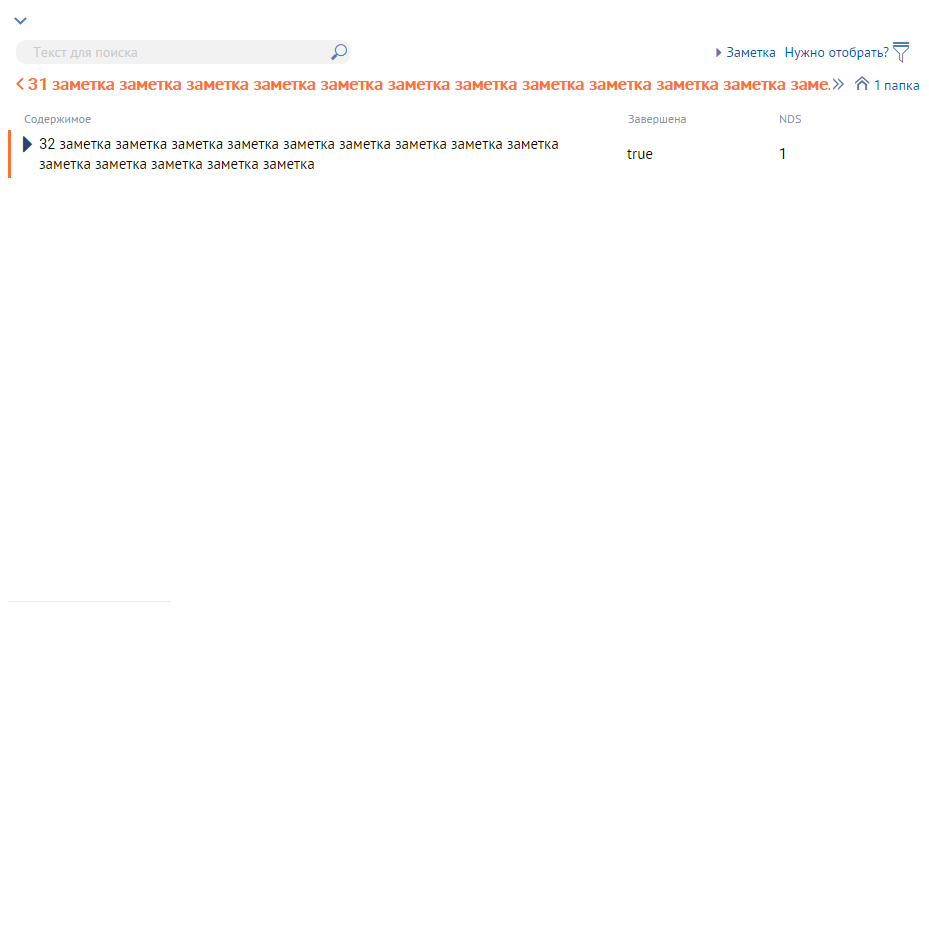 Текст для поиска
Заметка Нужно отобрать?
31 заметка заметка заметка заметка заметка заметка заметка заметка заметка заметка заметка заме. 1 папка
Содержимое Завершена NDS
32 заметка заметка заметка заметка заметка заметка заметка заметка заметка
заметка заметка заметка заметка заметка
true 1